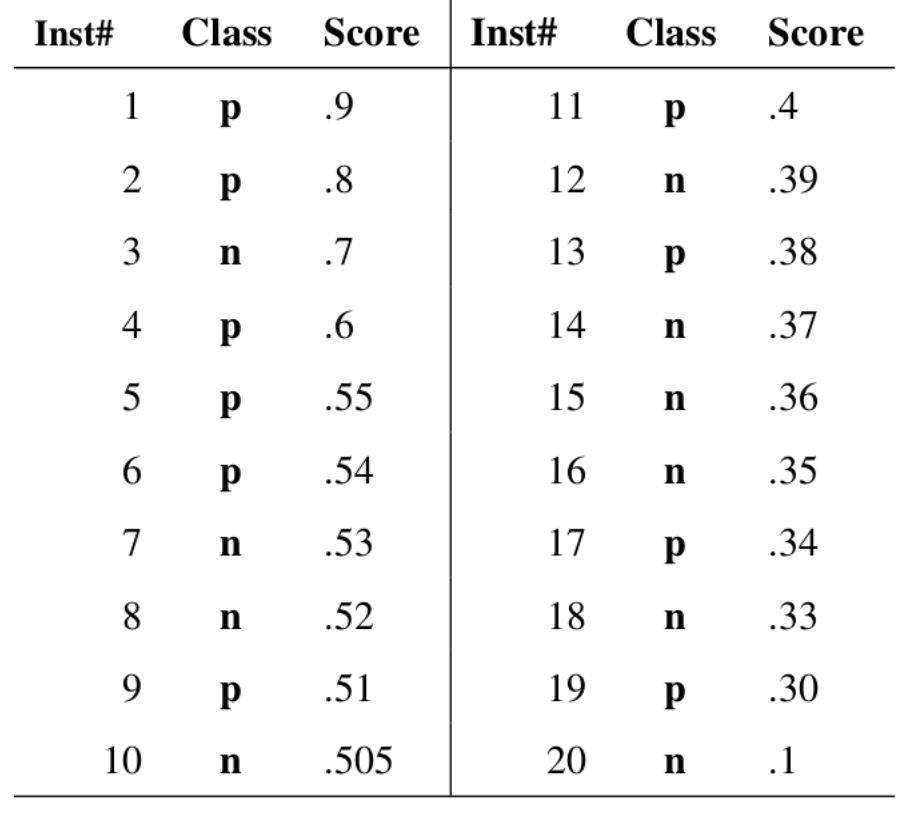 Inst# Class Score Inst# Class Score
1 p .9 11 p .4
2 p .8 12 n .39
3 n .7 13 p .38
4 p .6 14 n .37
5 p .55 15 n .36
6 p .54 16 n .35
7 n .53 17 p .34
8 n .52 18 n .33
9 p .51 19 p .30
10 n .505 20 n .1